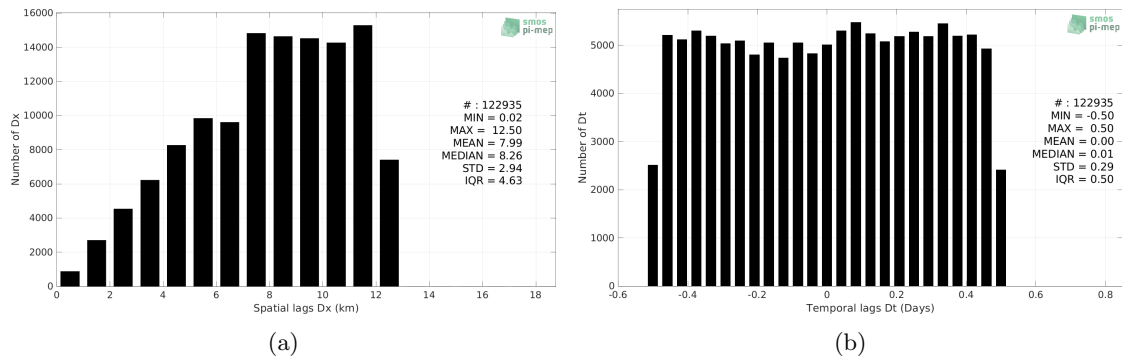 16000
14000
12000
10000
8000
6000
4000
2000
0
0 2 4 6 8 10 12 14 16 18
Number of Dx
Spatial lags Dx (km)
smos
pi-mep
# : 122935
MIN = 0.02
MAX = 12.50
MEAN = 7.99
MEDIAN = 8.26
STD = 2.94
IQR = 4.63
(a)
5000
4000
3000
2000
1000
0
-0.6 -0.4 -0.2 0 0.2 0.4 0.6 0.8
Number of Dt
Temporal lags Dt (Days)
smos
pi-mep
# : 122935
MIN = -0.50
MAX = 0.50
MEAN = 0.00
MEDIAN = 0.01
STD = 0.29
IQR = 0.50
(b)